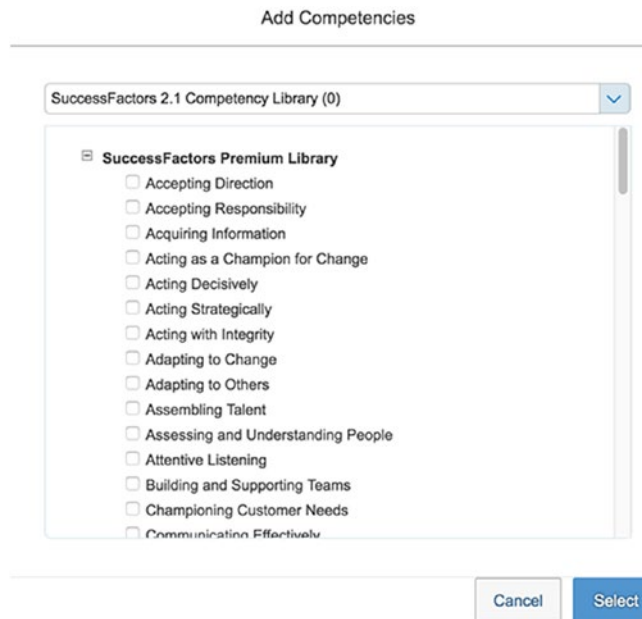 Add Competencies
SuccessFactors 2.1 Competency Library (0)
SuccessFactors Premium Library
Accepting Direction
Accepting Responsibility
Acquiring Information
Acting as a Champion for Change
Acting Decisively
Acting Strategically
Acting with Integrity
Adapting to Change
Adapting to Others
Assembling Talent
Assessing and Understanding People
Attentive Listening
Building and Supporting Teams
Championing Customer Needs
Communicating Effectively
Cancel Select